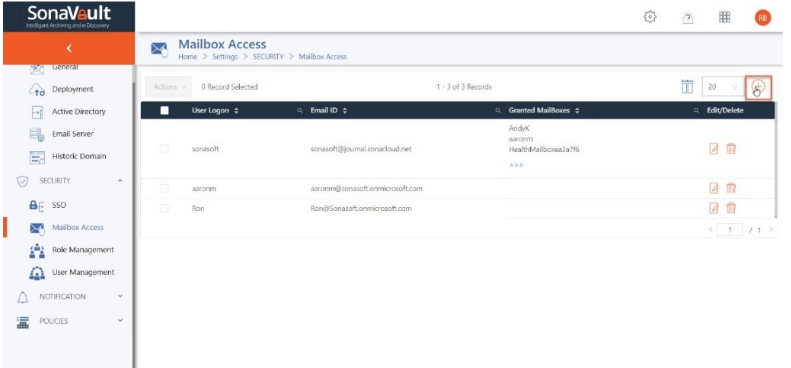 SonaVault
Intelligent Archiving and e-Discovery
RB
Mailbox Access
Home > Settings > SECURITY > Mailbox Access
General
Deployment
Active Directory
Email Server
Historic Domain
SECURITY
SSO
Mailbox Access
Role Management
User Management
NOTIFICATION
POLICIES
Actions
0 Record Selected
1 - 3 of 3 Records
20
User Logon
Email ID
Granted MailBoxes
Edit/Delete
sonasoft
sonasoft@journal.sonacloud.net
AndyK
aaronm
HealthMailboxea3a7f6
>>>
aaronm
aaronm@sonasoft.onmicrosoft.com
Ron
Ron@Sonasoft.onmicrosoft.com
< 1 / 1 >